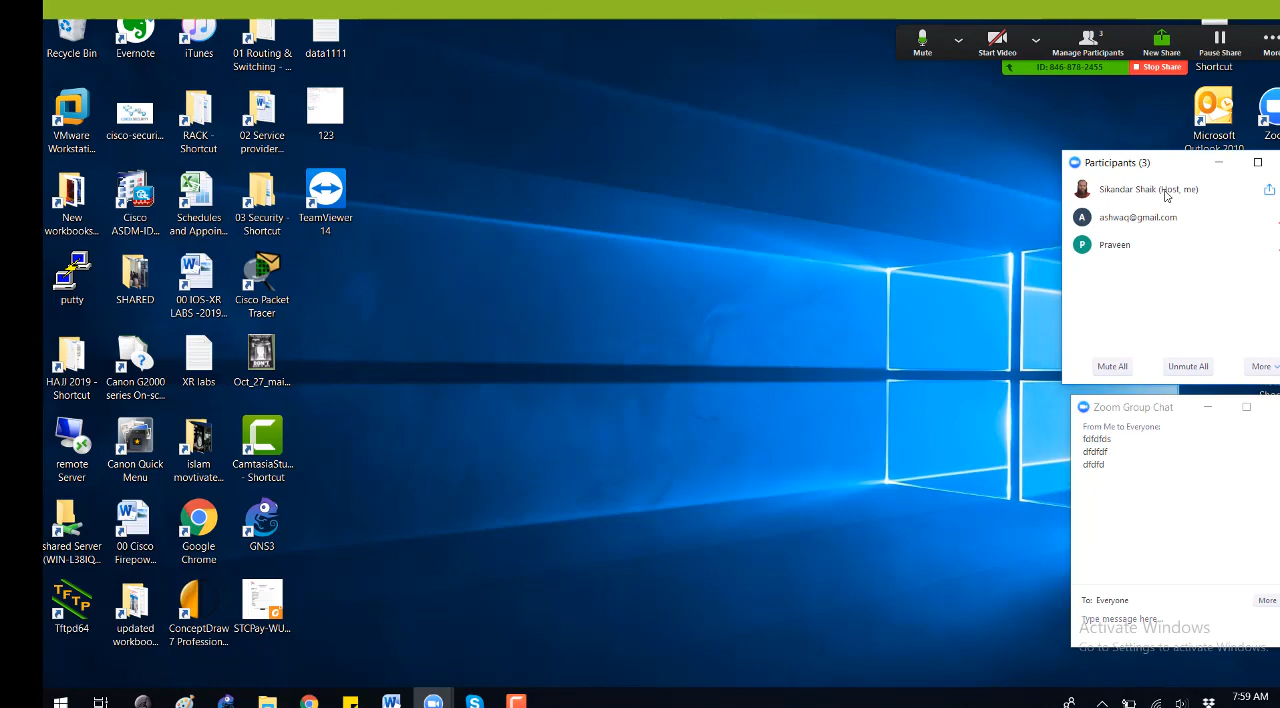 Recycle Bin
Evernote
iTunes
01 Routing &
Switching - ...
data1111
VMware
Workstati...
cisco-securi...
RACK -
Shortcut
02 Service
provider...
123
New
workbooks...
Cisco
ASDM-ID...
Schedules
and Appoin...
03 Security -
Shortcut
TeamViewer
14
putty
SHARED
00 IOS-XR
LABS -2019...
Cisco Packet
Tracer
HAJJ 2019 -
Shortcut
Canon G2000
series On-sc...
XR labs
Oct_27_mai...
remote
Server
Canon Quick
Menu
islam
movtivate...
CamtasiaStu...
- Shortcut
shared Server
(WIN-L38IQ...
00 Cisco
Firepow...
Google
Chrome
GNS3
Tftpd64
updated
workboo...
ConceptDraw
7 Profession...
STCPay-WU...
Mute
Start Video
3
Manage Participants
New Share
Pause Share
More
ID: 846-878-2455
Stop Share
Shortcut
Microsoft
Outlook 2010
Zoo
Participants (3)
Sikandar Shaik (Host, me)
A
ashwaq@gmail.com
P
Praveen
Mute All
Unmute All
More
Zoom Group Chat
From Me to Everyone:
fdfdfds
dfdfdf
dfdfd
To: Everyone
More
Type message here...
Activate Windows
Go to Settings to activate Windows.
7:59 AM